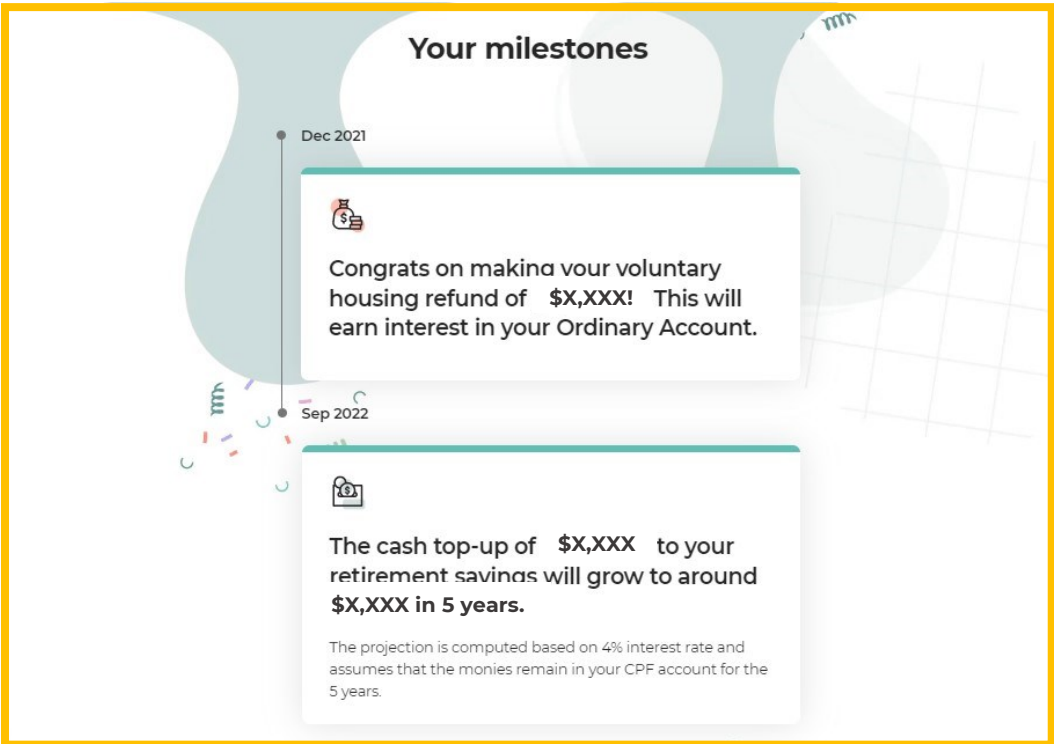 Your milestones
Dec 2021
Congrats on making your voluntary
housing refund of $X,XXX! This will
earn interest in your Ordinary Account.
Sep 2022
The cash top-up of $X,XXX to your
retirement savings will grow to around
$X,XXX in 5 years.
The projection is computed based on 4% interest rate and
assumes that the monies remain in your CPF account for the
5 years.